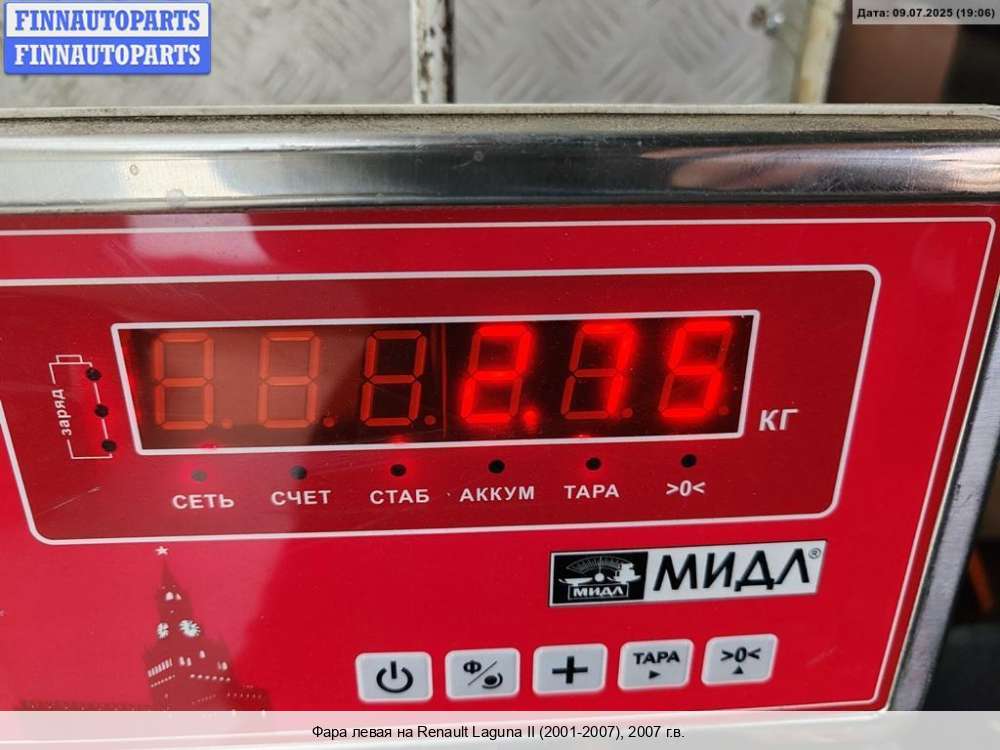 FINNAUTOPARTS
FINNAUTOPARTS
Дата: 09.07.2025 (19:06)
заряд
2.75
КГ
СЕТЬ СЧЕТ СТАБ АККУМ ТАРА >0<
МИДЛ МИДЛ®
Ф ТАРА >0<
Фара левая на Renault Laguna II (2001-2007), 2007 г.в.